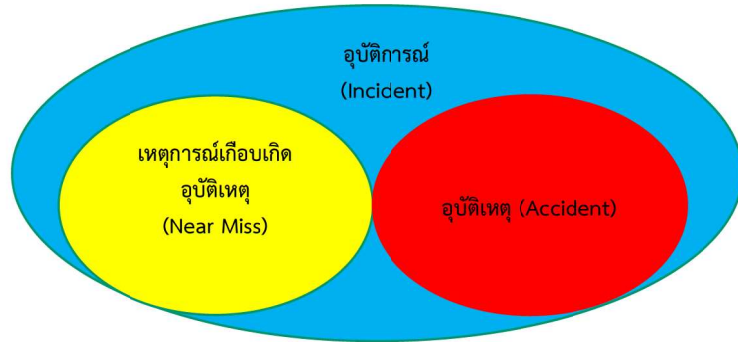 อุบัติการณ์
(Incident)
เหตุการณ์เกือบเกิด
อุบัติเหตุ
(Near Miss)
อุบัติเหตุ (Accident)